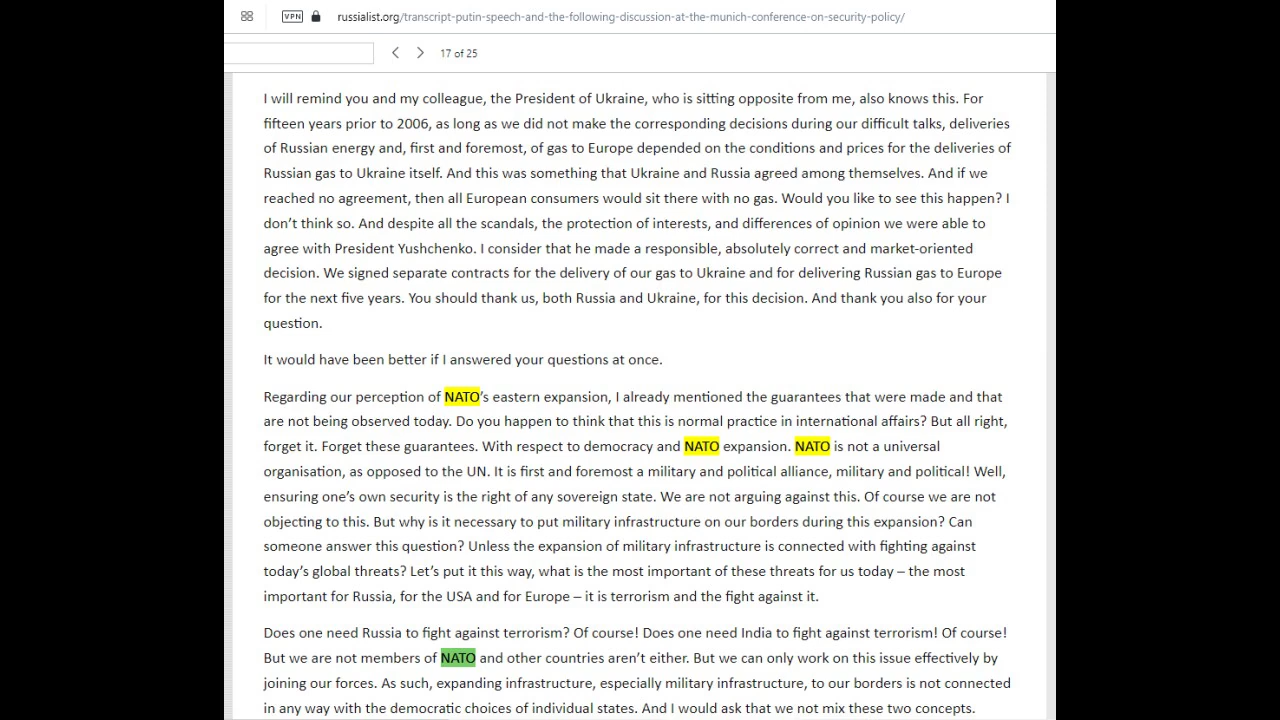 VPN russialist.org/transcript-putin-speech-and-the-following-discussion-at-the-munich-conference-on-security-policy/
17 of 25
I will remind you and my colleague, the President of Ukraine, who is sitting opposite from me, also knows this. For
fifteen years prior to 2006, as long as we did not make the corresponding decisions during our difficult talks, deliveries
of Russian energy and, first and foremost, of gas to Europe depended on the conditions and prices for the deliveries of
Russian gas to Ukraine itself. And this was something that Ukraine and Russia agreed among themselves. And if we
reached no agreement, then all European consumers would sit there with no gas. Would you like to see this happen? I
don’t think so. And despite all the scandals, the protection of interests, and differences of opinion we were able to
agree with President Yushchenko. I consider that he made a responsible, absolutely correct and market-oriented
decision. We signed separate contracts for the delivery of our gas to Ukraine and for delivering Russian gas to Europe
for the next five years. You should thank us, both Russia and Ukraine, for this decision. And thank you also for your
question.
It would have been better if I answered your questions at once.
Regarding our perception of NATO’s eastern expansion, I already mentioned the guarantees that were made and that
are not being observed today. Do you happen to think that this is normal practice in international affairs? But all right,
forget it. Forget these guarantees. With respect to democracy and NATO expansion. NATO is not a universal
organisation, as opposed to the UN. It is first and foremost a military and political alliance, military and political! Well,
ensuring one’s own security is the right of any sovereign state. We are not arguing against this. Of course we are not
objecting to this. But why is it necessary to put military infrastructure on our borders during this expansion? Can
someone answer this question? Unless the expansion of military infrastructure is connected with fighting against
today’s global threats? Let’s put it this way, what is the most important of these threats for us today – the most
important for Russia, for the USA and for Europe – it is terrorism and the fight against it.
Does one need Russia to fight against terrorism? Of course! Does one need India to fight against terrorism! Of course!
But we are not members of NATO and other countries aren’t either. But we can only work on this issue effectively by
joining our forces. As such, expanding infrastructure, especially military infrastructure, to our borders is not connected
in any way with the democratic choices of individual states. And I would ask that we not mix these two concepts.